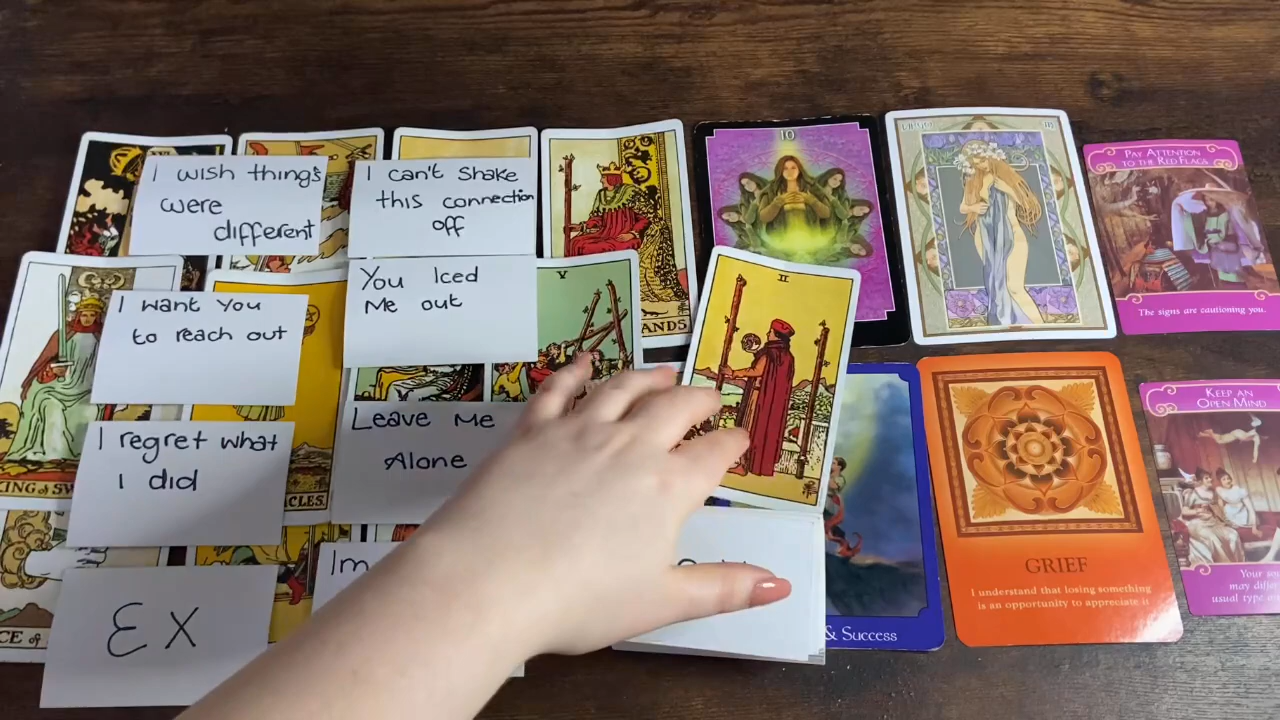 I wish things
were
different
I can't shake
this connection
off
10
PAY ATTENTION
TO THE RED FLAGS
The signs are cautioning you.
I want you
to reach out
You Iced
Me out
V
II
I regret what
I did
Leave Me
Alone
KEEP AN
OPEN MIND
GRIEF
I understand that losing something
is an opportunity to appreciate it
& Success
EX
Im